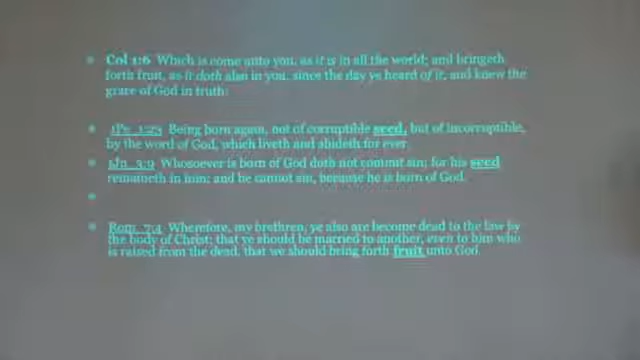 Col 1:6 Which is come unto you, as it is in all the world; and bringeth
forth fruit, as it doth also in you, since the day ye heard of it, and knew the
grace of God in truth:
1Pe_1:23 Being born again, not of corruptible seed, but of incorruptible,
by the word of God, which liveth and abideth for ever.
1Jn_3:9 Whosoever is born of God doth not commit sin; for his seed
remaineth in him: and he cannot sin, because he is born of God.
Rom_7:4 Wherefore, my brethren, ye also are become dead to the law by
the body of Christ; that ye should be married to another, even to him who
is raised from the dead, that we should bring forth fruit unto God.